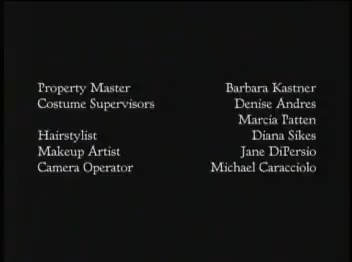 Property Master Barbara Kastner
Costume Supervisors Denise Andres
Marcia Patten
Hairstylist Diana Sikes
Makeup Artist Jane DiPersio
Camera Operator Michael Caracciolo